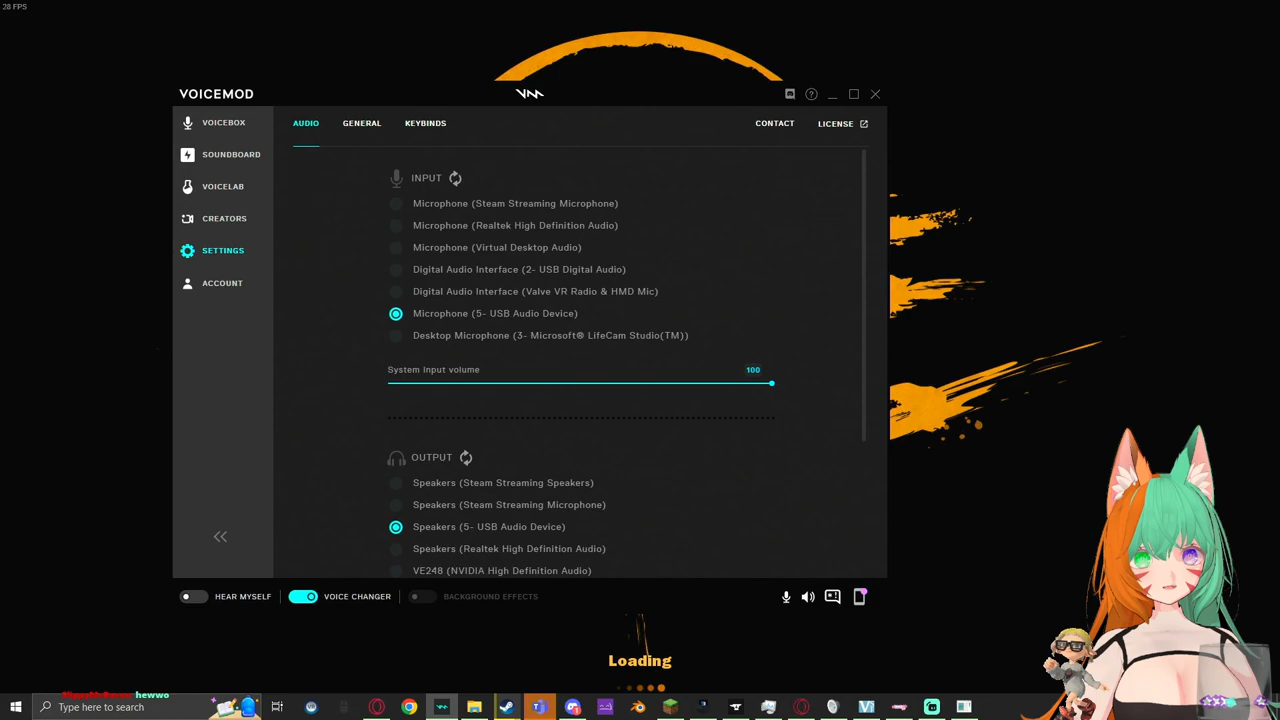 28 FPS
VOICEMOD
VOICEBOX
SOUNDBOARD
VOICELAB
CREATORS
SETTINGS
ACCOUNT
AUDIO GENERAL KEYBINDS CONTACT LICENSE
INPUT
Microphone (Steam Streaming Microphone)
Microphone (Realtek High Definition Audio)
Microphone (Virtual Desktop Audio)
Digital Audio Interface (2- USB Digital Audio)
Digital Audio Interface (Valve VR Radio & HMD Mic)
Microphone (5- USB Audio Device)
Desktop Microphone (3- Microsoft® LifeCam Studio(TM))
System Input volume 100
OUTPUT
Speakers (Steam Streaming Speakers)
Speakers (Steam Streaming Microphone)
Speakers (5- USB Audio Device)
Speakers (Realtek High Definition Audio)
VE248 (NVIDIA High Definition Audio)
HEAR MYSELF VOICE CHANGER BACKGROUND EFFECTS
Loading
hewwo
Type here to search